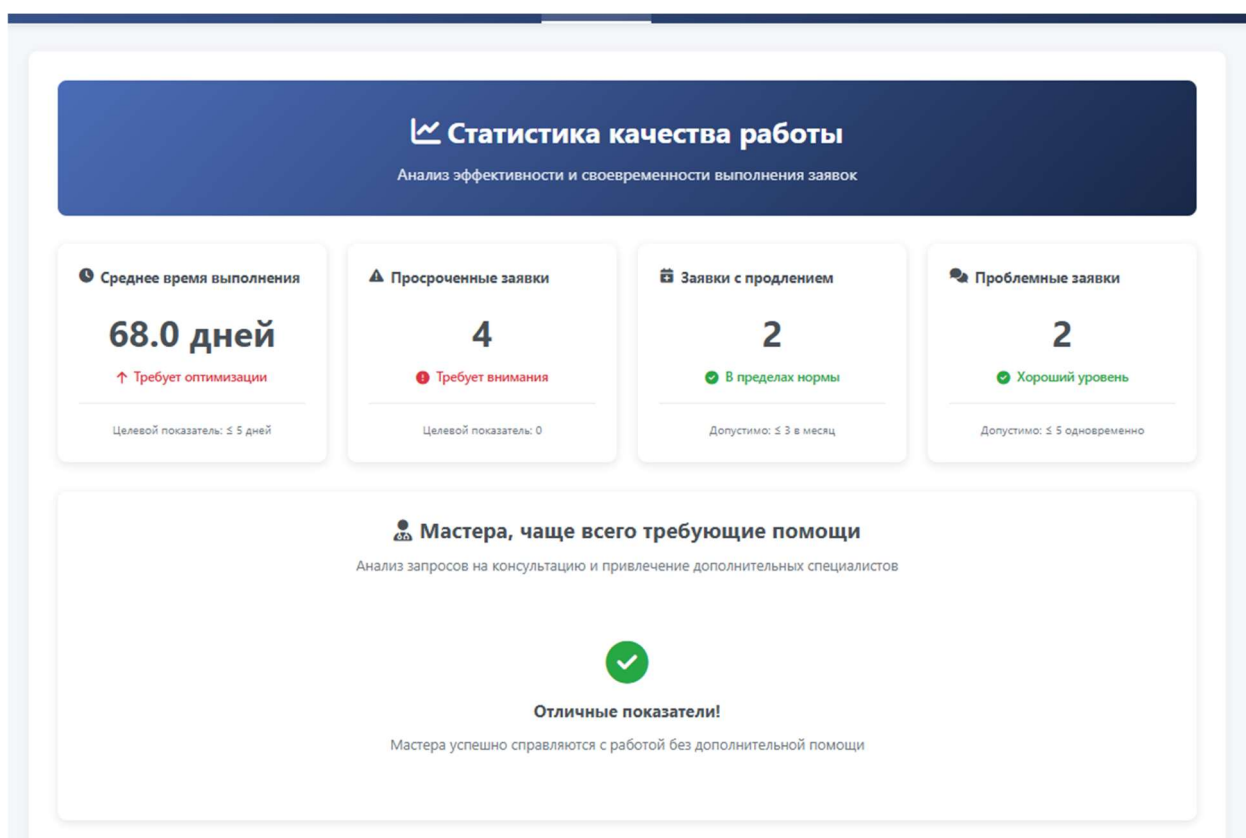 Статистика качества работы
Анализ эффективности и своевременности выполнения заявок
Среднее время выполнения
68.0 дней
Требует оптимизации
Целевой показатель: ≤ 5 дней
Просроченные заявки
4
Требует внимания
Целевой показатель: 0
Заявки с продлением
2
В пределах нормы
Допустимо: ≤ 3 в месяц
Проблемные заявки
2
Хороший уровень
Допустимо: ≤ 5 одновременно
Мастера, чаще всего требующие помощи
Анализ запросов на консультацию и привлечение дополнительных специалистов
Отличные показатели!
Мастера успешно справляются с работой без дополнительной помощи